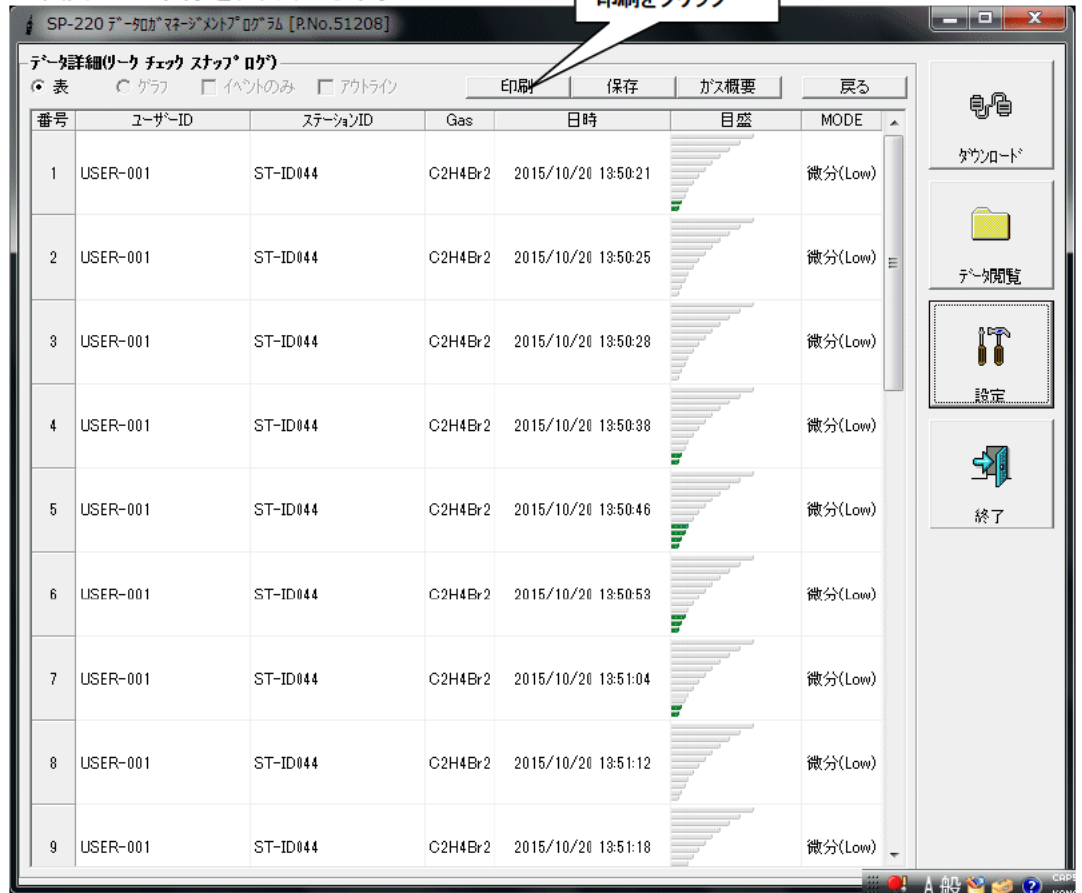 印刷をクリック
SP-220 ﾃﾞｰﾀﾛｶﾞﾏﾈｰｼﾞﾒﾝﾄﾌﾟﾛｸﾞﾗﾑ [P.No.51208]
ﾃﾞｰﾀ詳細(ﾘｰｸ ﾁｪｯｸ ｽﾅｯﾌﾟ ﾛｸﾞ)
表 ｸﾞﾗﾌ ｲﾍﾞﾝﾄのみ ｱｳﾄﾗｲﾝ 印刷 保存 ｶﾞｽ概要 戻る
番号 ﾕｰｻﾞｰID ｽﾃｰｼｮﾝID Gas 日時 目盛 MODE
1 USER-001 ST-ID044 C2H4Br2 2015/10/20 13:50:21 微分(Low)
2 USER-001 ST-ID044 C2H4Br2 2015/10/20 13:50:25 微分(Low)
3 USER-001 ST-ID044 C2H4Br2 2015/10/20 13:50:28 微分(Low)
4 USER-001 ST-ID044 C2H4Br2 2015/10/20 13:50:38 微分(Low)
5 USER-001 ST-ID044 C2H4Br2 2015/10/20 13:50:46 微分(Low)
6 USER-001 ST-ID044 C2H4Br2 2015/10/20 13:50:53 微分(Low)
7 USER-001 ST-ID044 C2H4Br2 2015/10/20 13:51:04 微分(Low)
8 USER-001 ST-ID044 C2H4Br2 2015/10/20 13:51:12 微分(Low)
9 USER-001 ST-ID044 C2H4Br2 2015/10/20 13:51:18 微分(Low)
ﾀﾞｳﾝﾛｰﾄﾞ
ﾃﾞｰﾀ閲覧
設定
終了
A 般 CAPS